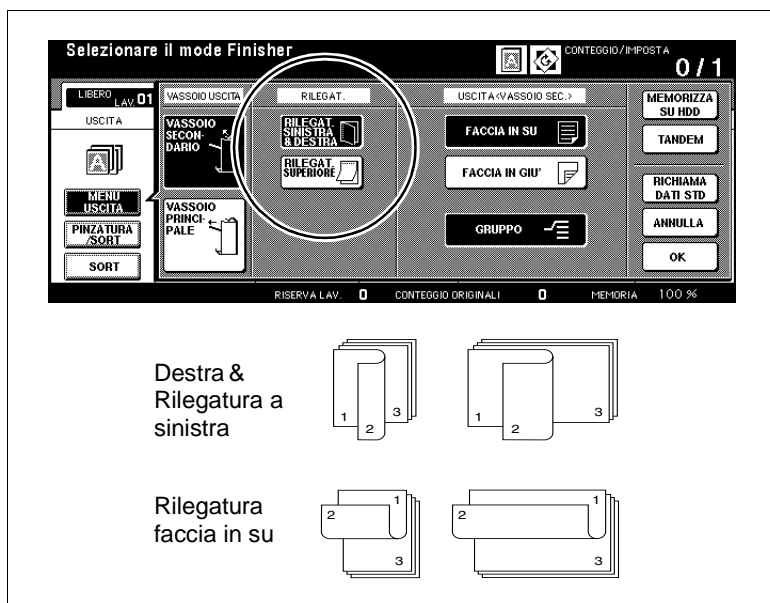 Selezionare il mode Finisher
CONTEGGIO/IMPOSTA
0/1
LIBERO
LAV. 01
USCITA
MENU
USCITA
PINZATURA
/SORT
SORT
VASSOIO USCITA
VASSOIO
SECON-
DARIO
VASSOIO
PRINCI-
PALE
RILEGAT.
RILEGAT.
SINISTRA
& DESTRA
RILEGAT.
SUPERIORE
USCITA<VASSOIO SEC.>
FACCIA IN SU
FACCIA IN GIU'
GRUPPO
MEMORIZZA
SU HDD
TANDEM
RICHIAMA
DATI STD
ANNULLA
OK
RISERVA LAV. 0 CONTEGGIO ORIGINALI 0 MEMORIA 100 %
Destra &
Rilegatura a
sinistra
1 2 3
1 2 3
Rilegatura
faccia in su
2 1 3
2 1 3